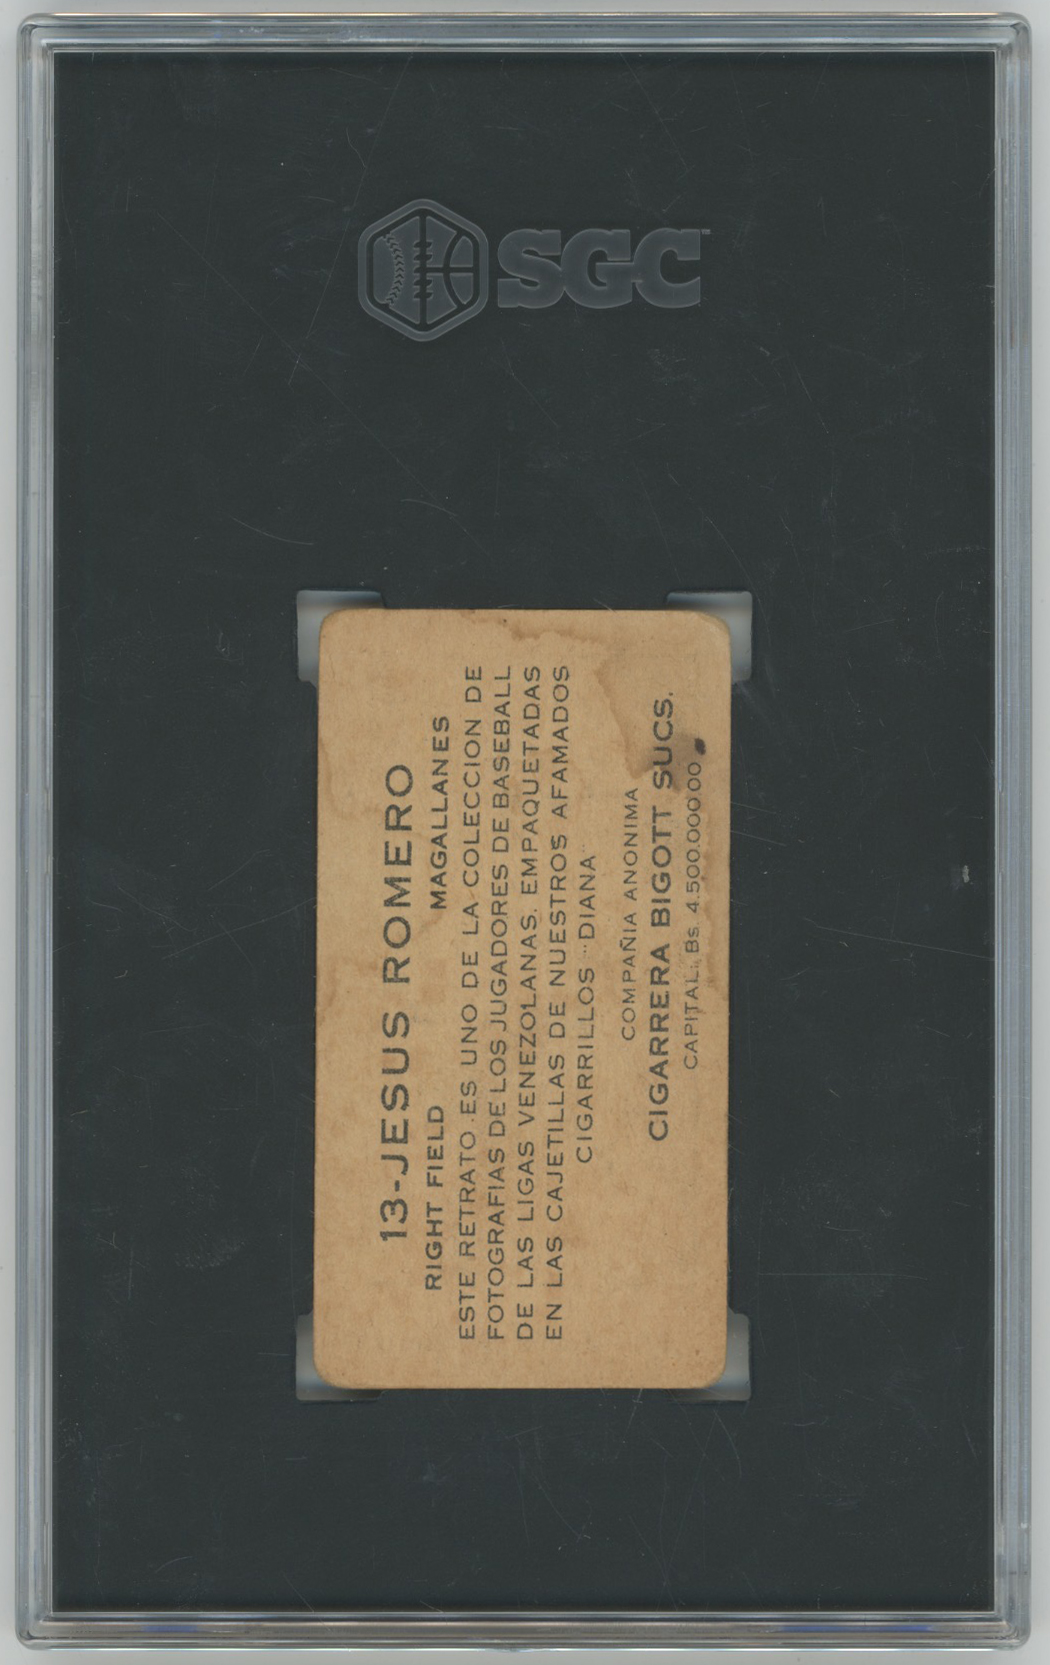 SGC™
13-JESUS ROMERO
RIGHT FIELD MAGALLANES
ESTE RETRATO. ES UNO DE LA COLECCION DE
FOTOGRAFIAS DE LOS JUGADORES DE BASEBALL
DE LAS LIGAS VENEZOLANAS. EMPAQUETADAS
EN LAS CAJETILLAS DE NUESTROS AFAMADOS
CIGARRILLOS "DIANA"
COMPAÑIA ANONIMA
CIGARRERA BIGOTT SUCS.
CAPITAL: Bs. 4.500.000.00